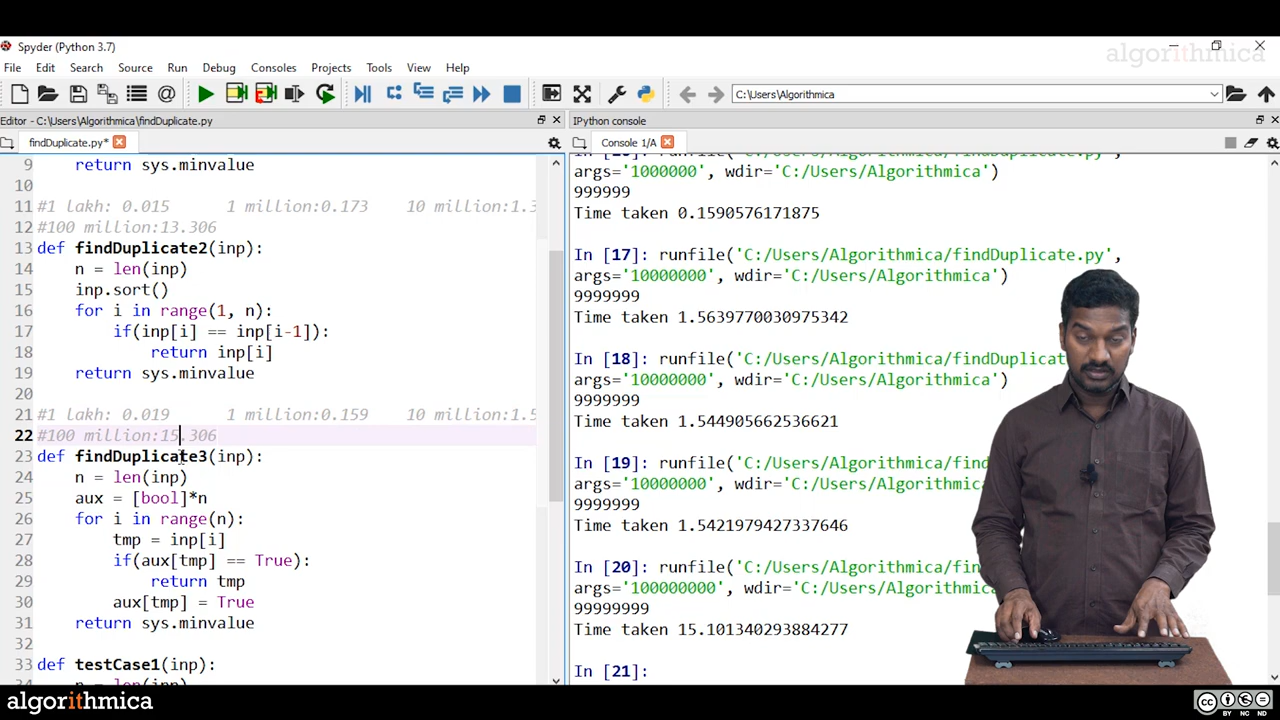 Spyder (Python 3.7)
algorithmica
File Edit Search Source Run Debug Consoles Projects Tools View Help
C:\Users\Algorithmica
Editor - C:\Users\Algorithmica\findDuplicate.py
IPython console
findDuplicate.py*
Console 1/A
9 return sys.minvalue
10
11 #1 lakh: 0.015 1 million:0.173 10 million:1.3
12 #100 million:13.306
13 def findDuplicate2(inp):
14 n = len(inp)
15 inp.sort()
16 for i in range(1, n):
17 if(inp[i] == inp[i-1]):
18 return inp[i]
19 return sys.minvalue
20
21 #1 lakh: 0.019 1 million:0.159 10 million:1.5
22 #100 million:15.306
23 def findDuplicate3(inp):
24 n = len(inp)
25 aux = [bool]*n
26 for i in range(n):
27 tmp = inp[i]
28 if(aux[tmp] == True):
29 return tmp
30 aux[tmp] = True
31 return sys.minvalue
32
33 def testCase1(inp):
args='1000000', wdir='C:/Users/Algorithmica')
999999
Time taken 0.1590576171875
In [17]: runfile('C:/Users/Algorithmica/findDuplicate.py',
args='10000000', wdir='C:/Users/Algorithmica')
9999999
Time taken 1.5639770030975342
In [18]: runfile('C:/Users/Algorithmica/findDuplicat
args='10000000', wdir='C:/Users/Algorithmica')
9999999
Time taken 1.544905662536621
In [19]: runfile('C:/Users/Algorithmica/find
args='10000000', wdir='C:/Users/Algorithmica
9999999
Time taken 1.5421979427337646
In [20]: runfile('C:/Users/Algorithmica/fin
args='100000000', wdir='C:/Users/Algorithmica
99999999
Time taken 15.101340293884277
In [21]:
algorithmica
cc BY NC ND